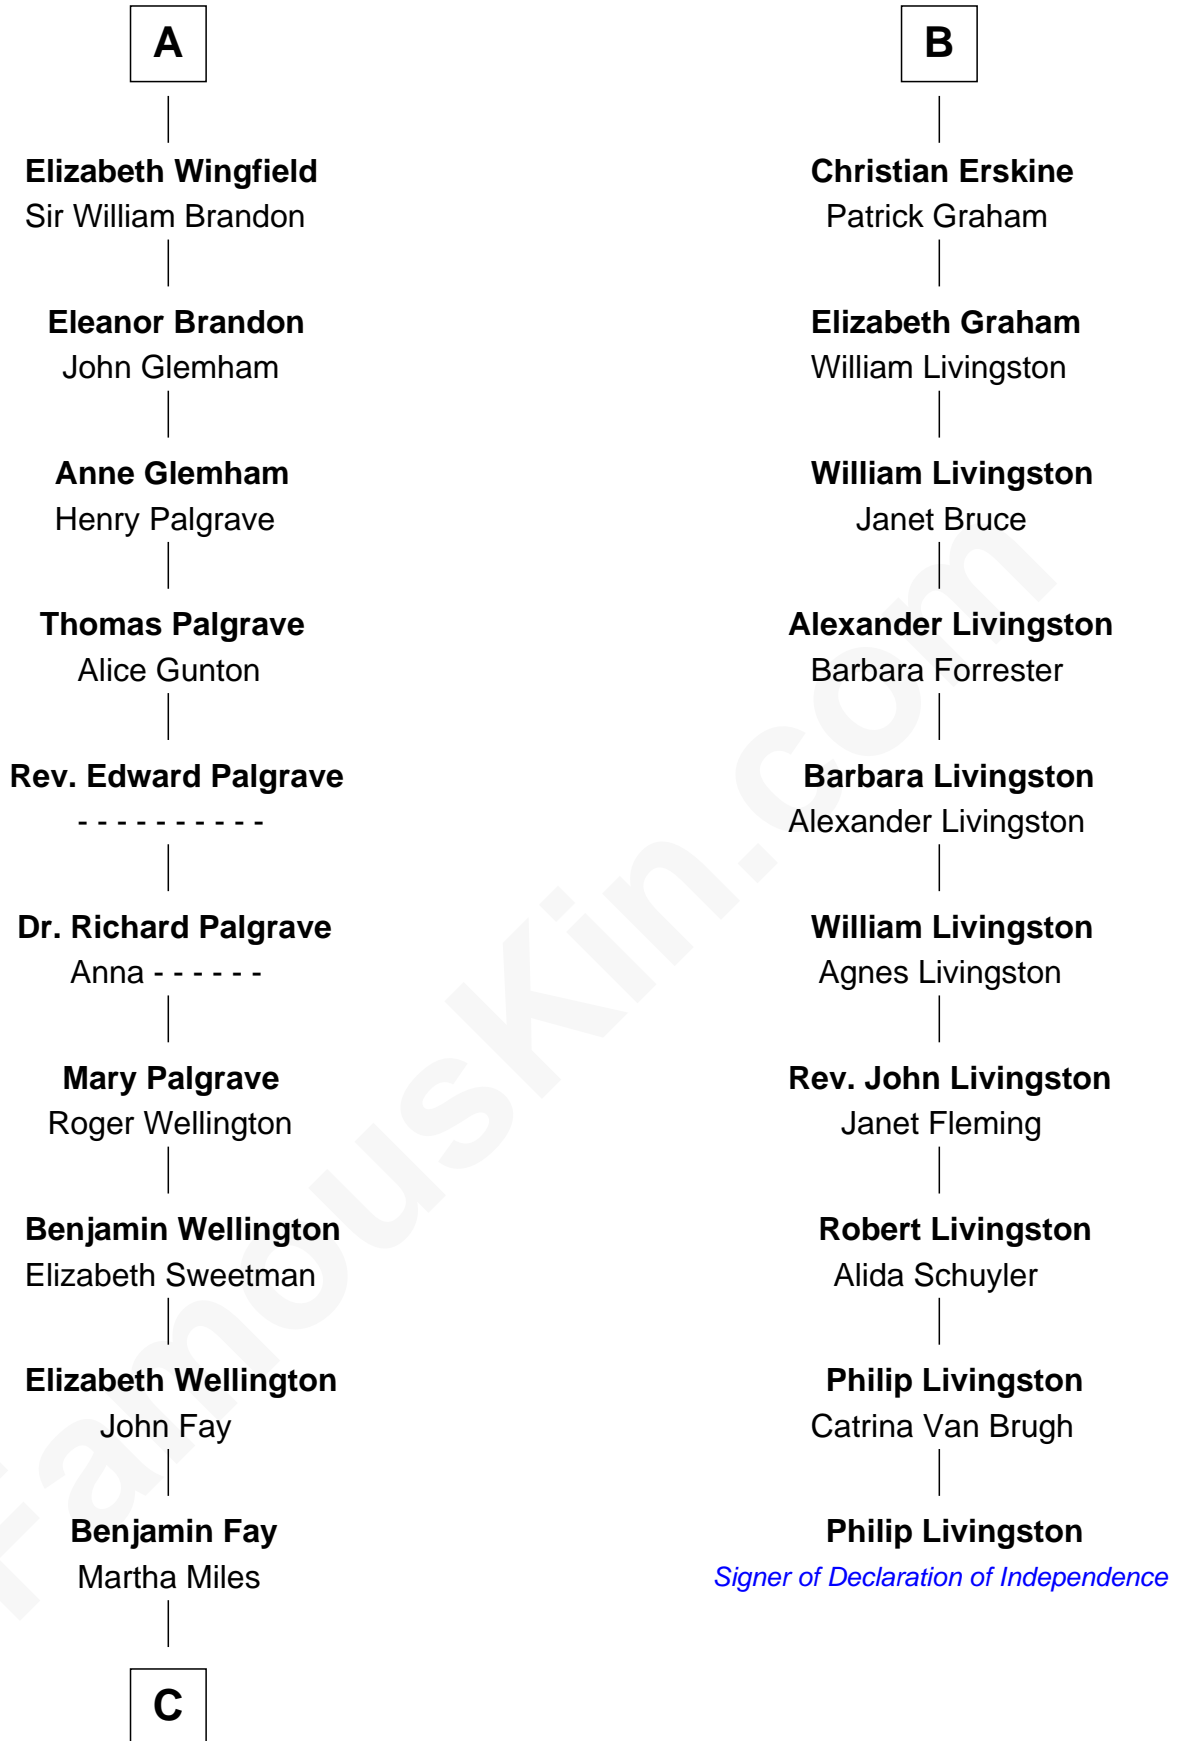 A
Elizabeth Wingfield
Sir William Brandon
Eleanor Brandon
John Glemham
Anne Glemham
Henry Palgrave
Thomas Palgrave
Alice Gunton
Rev. Edward Palgrave
- - - - - - - - - -
Dr. Richard Palgrave
Anna - - - - - -
Mary Palgrave
Roger Wellington
Benjamin Wellington
Elizabeth Sweetman
Elizabeth Wellington
John Fay
Benjamin Fay
Martha Miles
C
B
Christian Erskine
Patrick Graham
Elizabeth Graham
William Livingston
William Livingston
Janet Bruce
Alexander Livingston
Barbara Forrester
Barbara Livingston
Alexander Livingston
William Livingston
Agnes Livingston
Rev. John Livingston
Janet Fleming
Robert Livingston
Alida Schuyler
Philip Livingston
Catrina Van Brugh
Philip Livingston
Signer of Declaration of Independence
FamousKin.com